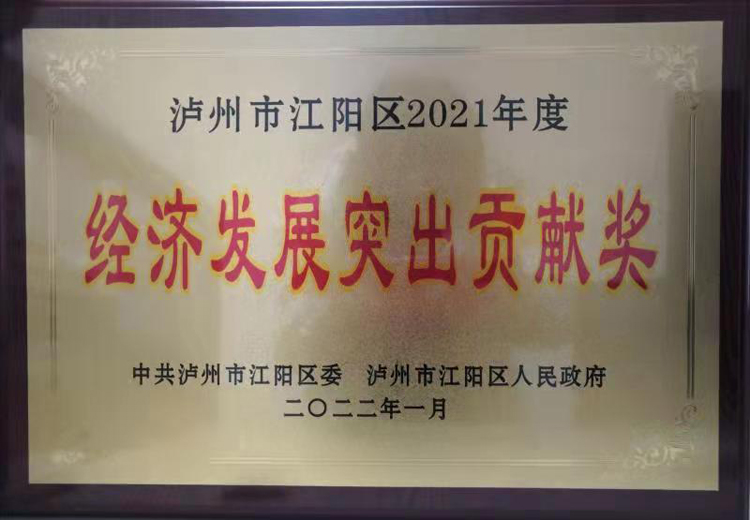 泸州市江阳区2021年度
经济发展突出贡献奖
中共泸州市江阳区委 泸州市江阳区人民政府
二〇二二年一月